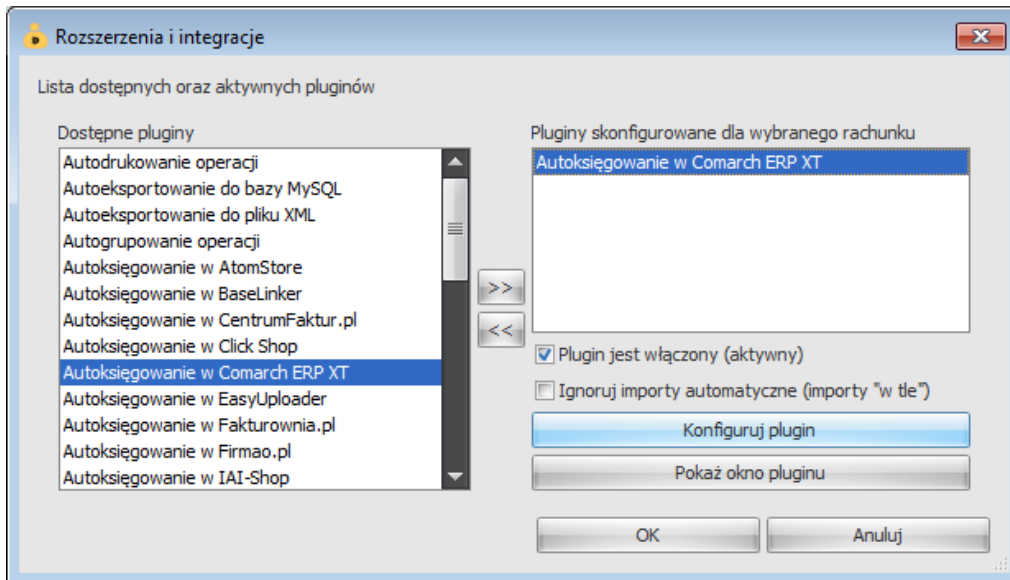 Rozszerzenia i integracje
Lista dostępnych oraz aktywnych pluginów
Dostępne pluginy
Autodrukowanie operacji
Autoeksportowanie do bazy MySQL
Autoeksportowanie do pliku XML
Autogrupowanie operacji
Autoksięgowanie w AtomStore
Autoksięgowanie w BaseLinker
Autoksięgowanie w CentrumFaktur.pl
Autoksięgowanie w Click Shop
Autoksięgowanie w Comarch ERP XT
Autoksięgowanie w EasyUploader
Autoksięgowanie w Fakturownia.pl
Autoksięgowanie w Firmao.pl
Autoksięgowanie w IAI-Shop
>>
<<
Pluginy skonfigurowane dla wybranego rachunku
Autoksięgowanie w Comarch ERP XT
Plugin jest włączony (aktywny)
Ignoruj importy automatyczne (importy "w tle")
Konfiguruj plugin
Pokaż okno pluginu
OK
Anuluj